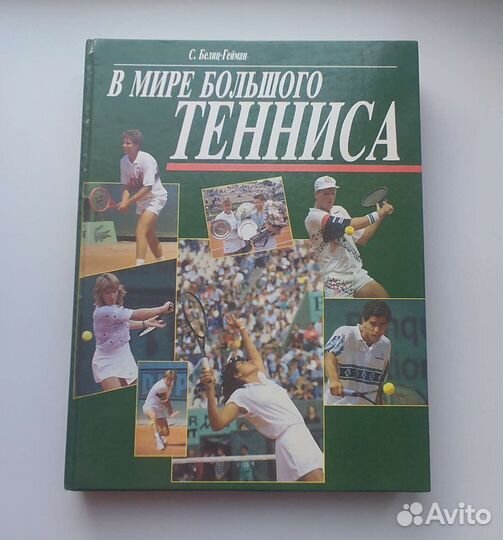 С. Белиц-Гейман
В МИРЕ БОЛЬШОГО
ТЕННИСА
Avito